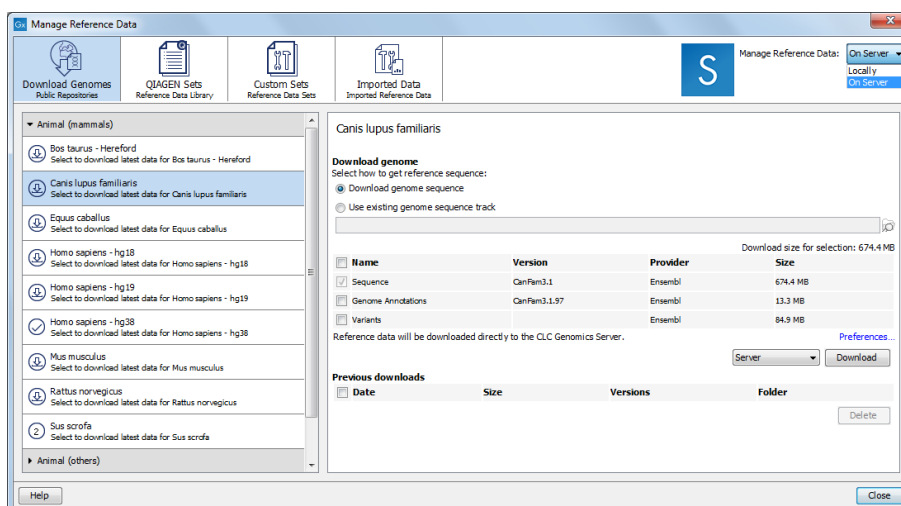 Gx Manage Reference Data
Download Genomes
Public Repositories
QIAGEN Sets
Reference Data Library
Custom Sets
Reference Data Sets
Imported Data
Imported Reference Data
S
Manage Reference Data: On Server
Locally
On Server
Animal (mammals)
Bos taurus - Hereford
Select to download latest data for Bos taurus - Hereford
Canis lupus familiaris
Select to download latest data for Canis lupus familiaris
Equus caballus
Select to download latest data for Equus caballus
Homo sapiens - hg18
Select to download latest data for Homo sapiens - hg18
Homo sapiens - hg19
Select to download latest data for Homo sapiens - hg19
Homo sapiens - hg38
Select to download latest data for Homo sapiens - hg38
Mus musculus
Select to download latest data for Mus musculus
Rattus norvegicus
Select to download latest data for Rattus norvegicus
2
Sus scrofa
Select to download latest data for Sus scrofa
Animal (others)
Canis lupus familiaris
Download genome
Select how to get reference sequence:
Download genome sequence
Use existing genome sequence track
Download size for selection: 674.4 MB
Name Version Provider Size
Sequence CanFam3.1 Ensembl 674.4 MB
Genome Annotations CanFam3.1.97 Ensembl 13.3 MB
Variants Ensembl 84.9 MB
Reference data will be downloaded directly to the CLC Genomics Server. Preferences...
Server Download
Previous downloads
Date Size Versions Folder
Delete
Help Close